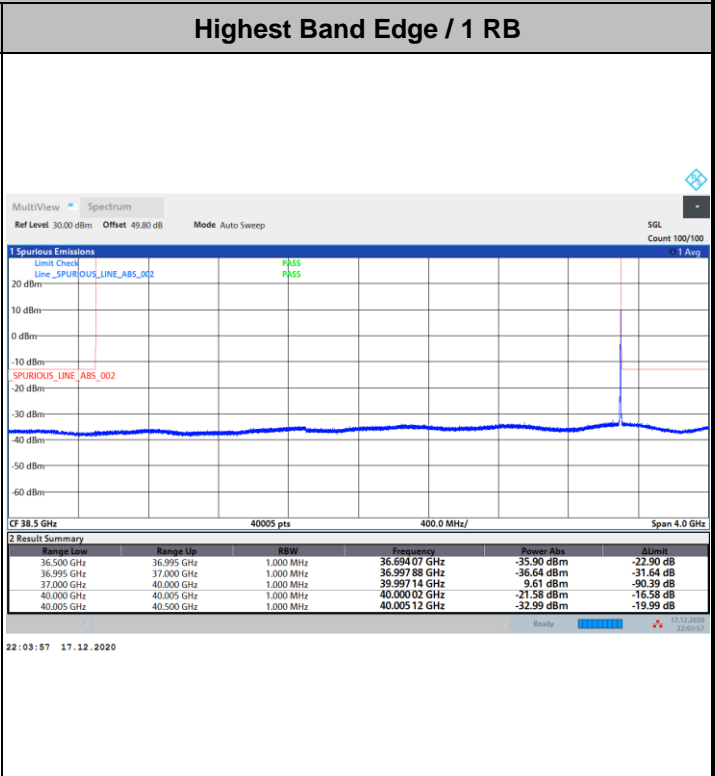 Highest Band Edge / 1 RB
MultiView Spectrum
Ref Level 30.00 dBm Offset 49.80 dB Mode Auto Sweep SGL
Count 100/100
1 Spurious Emissions 1 Avg
Limit Check PASS
Line _SPURIOUS_LINE_ABS_002 PASS
20 dBm
10 dBm
0 dBm
-10 dBm
_SPURIOUS_LINE_ABS_002
-20 dBm
-30 dBm
-40 dBm
-50 dBm
-60 dBm
CF 38.5 GHz 40005 pts 400.0 MHz/ Span 4.0 GHz
2 Result Summary
Range Low Range Up RBW Frequency Power Abs ΔLimit
36.500 GHz 36.995 GHz 1.000 MHz 36.694 07 GHz -35.90 dBm -22.90 dB
36.995 GHz 37.000 GHz 1.000 MHz 36.997 88 GHz -36.64 dBm -31.64 dB
37.000 GHz 40.000 GHz 1.000 MHz 39.997 14 GHz 9.61 dBm -90.39 dB
40.000 GHz 40.005 GHz 1.000 MHz 40.000 02 GHz -21.58 dBm -16.58 dB
40.005 GHz 40.500 GHz 1.000 MHz 40.005 12 GHz -32.99 dBm -19.99 dB
Ready 17.12.2020
22:03:57
22:03:57 17.12.2020